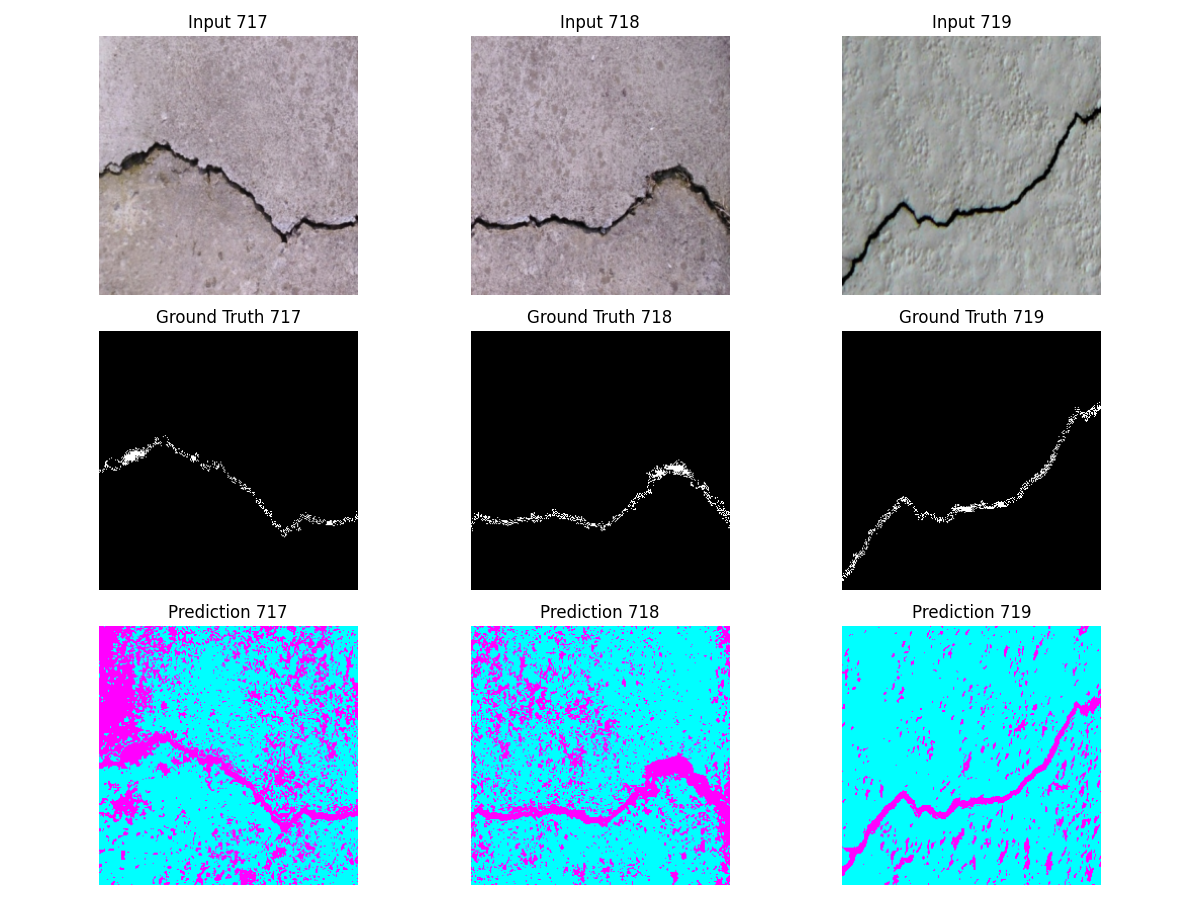 Input 717
Input 718
Input 719
Ground Truth 717
Ground Truth 718
Ground Truth 719
Prediction 717
Prediction 718
Prediction 719